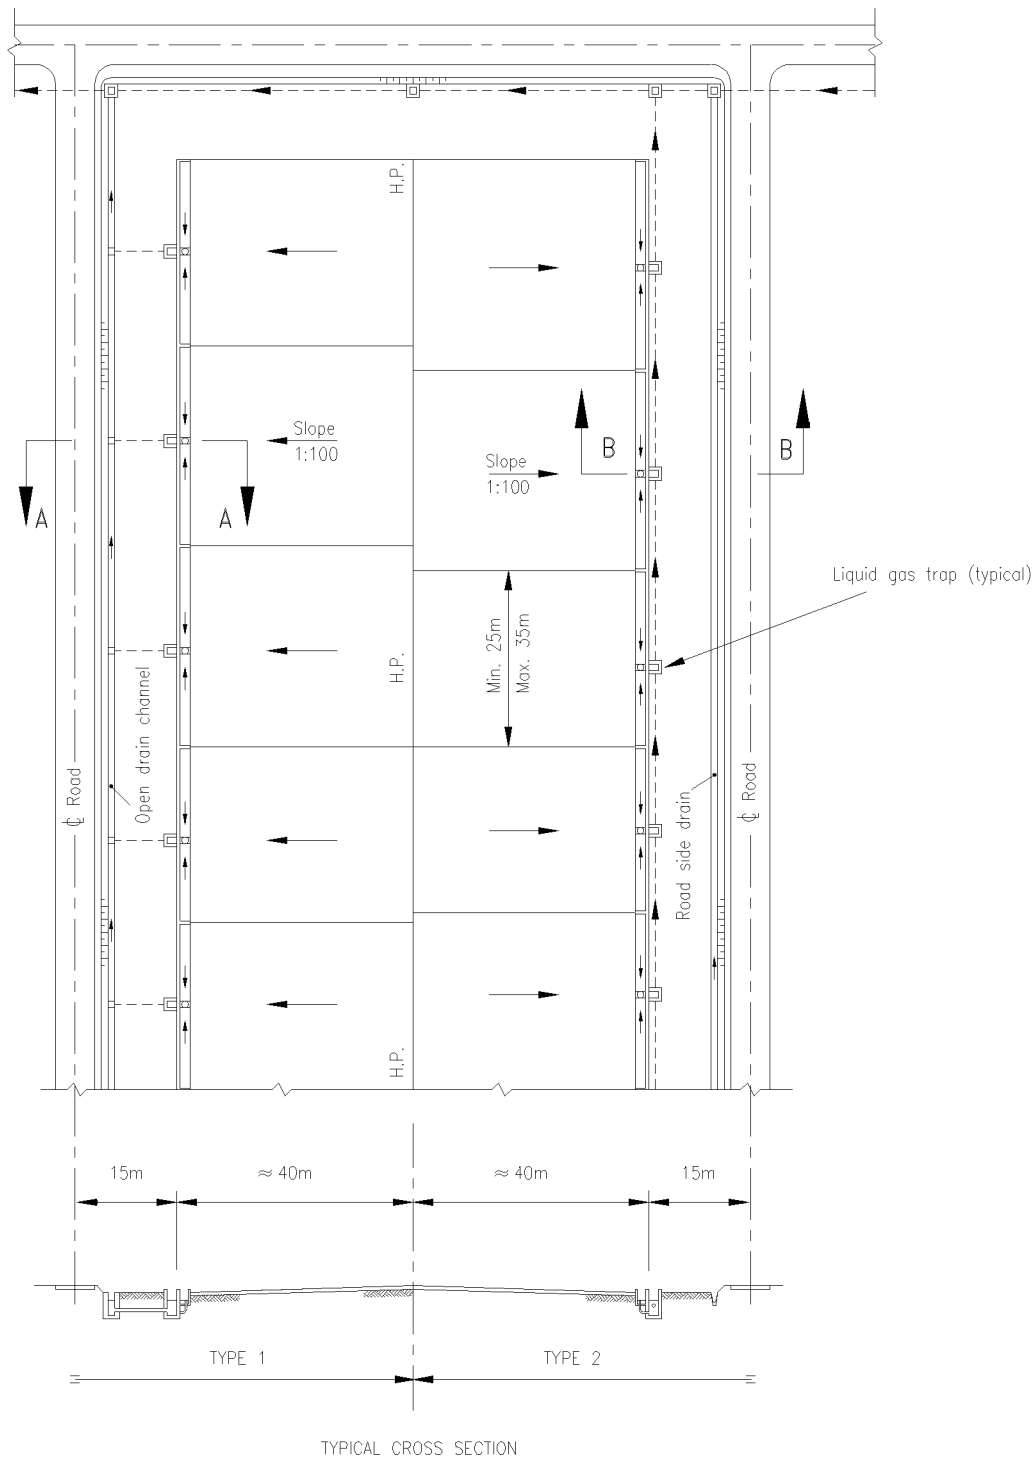 H.P.
Slope
1:100
Slope
1:100
B
B
A
A
Liquid gas trap (typical)
Min. 25m
Max. 35m
H.P.
Open drain channel
℄ Road
℄ Road
Road side drain
H.P.
15m
≈ 40m
≈ 40m
15m
TYPE 1
TYPE 2
TYPICAL CROSS SECTION